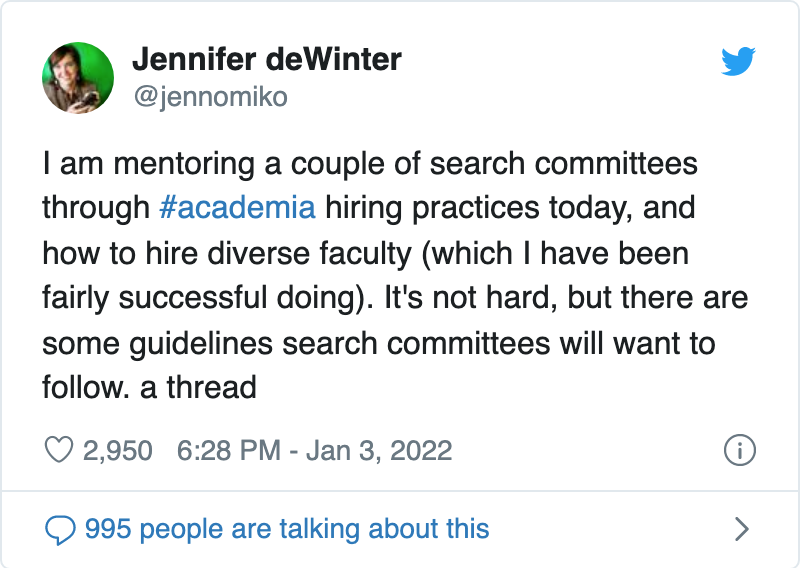 Jennifer deWinter
@jennomiko
I am mentoring a couple of search committees
through #academia hiring practices today, and
how to hire diverse faculty (which I have been
fairly successful doing). It's not hard, but there are
some guidelines search committees will want to
follow. a thread
2,950 6:28 PM - Jan 3, 2022
995 people are talking about this